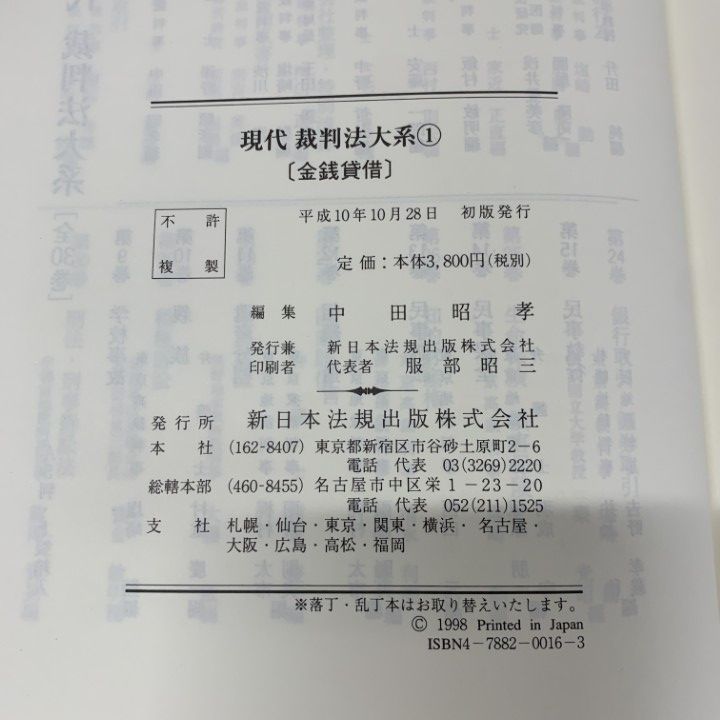 現代 裁判法大系①
〔金銭貸借〕
不許
複製
平成10年10月28日 初版発行
定価：本体3,800円(税別)
編集 中田昭孝
発行兼 新日本法規出版株式会社
印刷者 代表者 服部昭三
発行所 新日本法規出版株式会社
本社 (162-8407) 東京都新宿区市谷砂土原町2－6
電話 代表 03(3269)2220
総轄本部 (460-8455) 名古屋市中区栄1－23－20
電話 代表 052(211)1525
支社 札幌・仙台・東京・関東・横浜・名古屋・
大阪・広島・高松・福岡
※落丁・乱丁本はお取り替えいたします。
© 1998 Printed in Japan
ISBN4－7882－0016－3